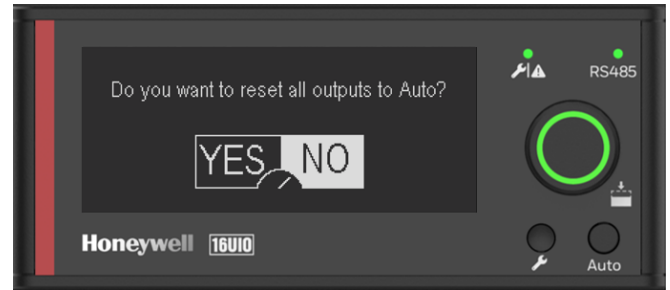 Do you want to reset all outputs to Auto?
YES NO
RS485
Honeywell 16UIO
Auto